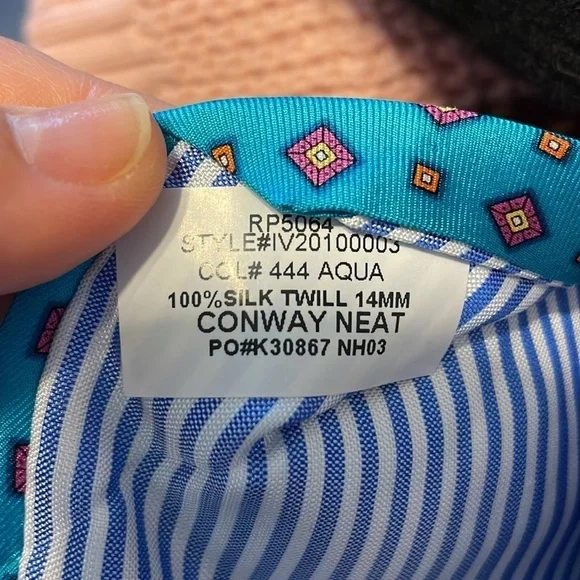 RP5064
STYLE#IV20100003
COL# 444 AQUA
100%SILK TWILL 14MM
CONWAY NEAT
PO#K30867 NH03